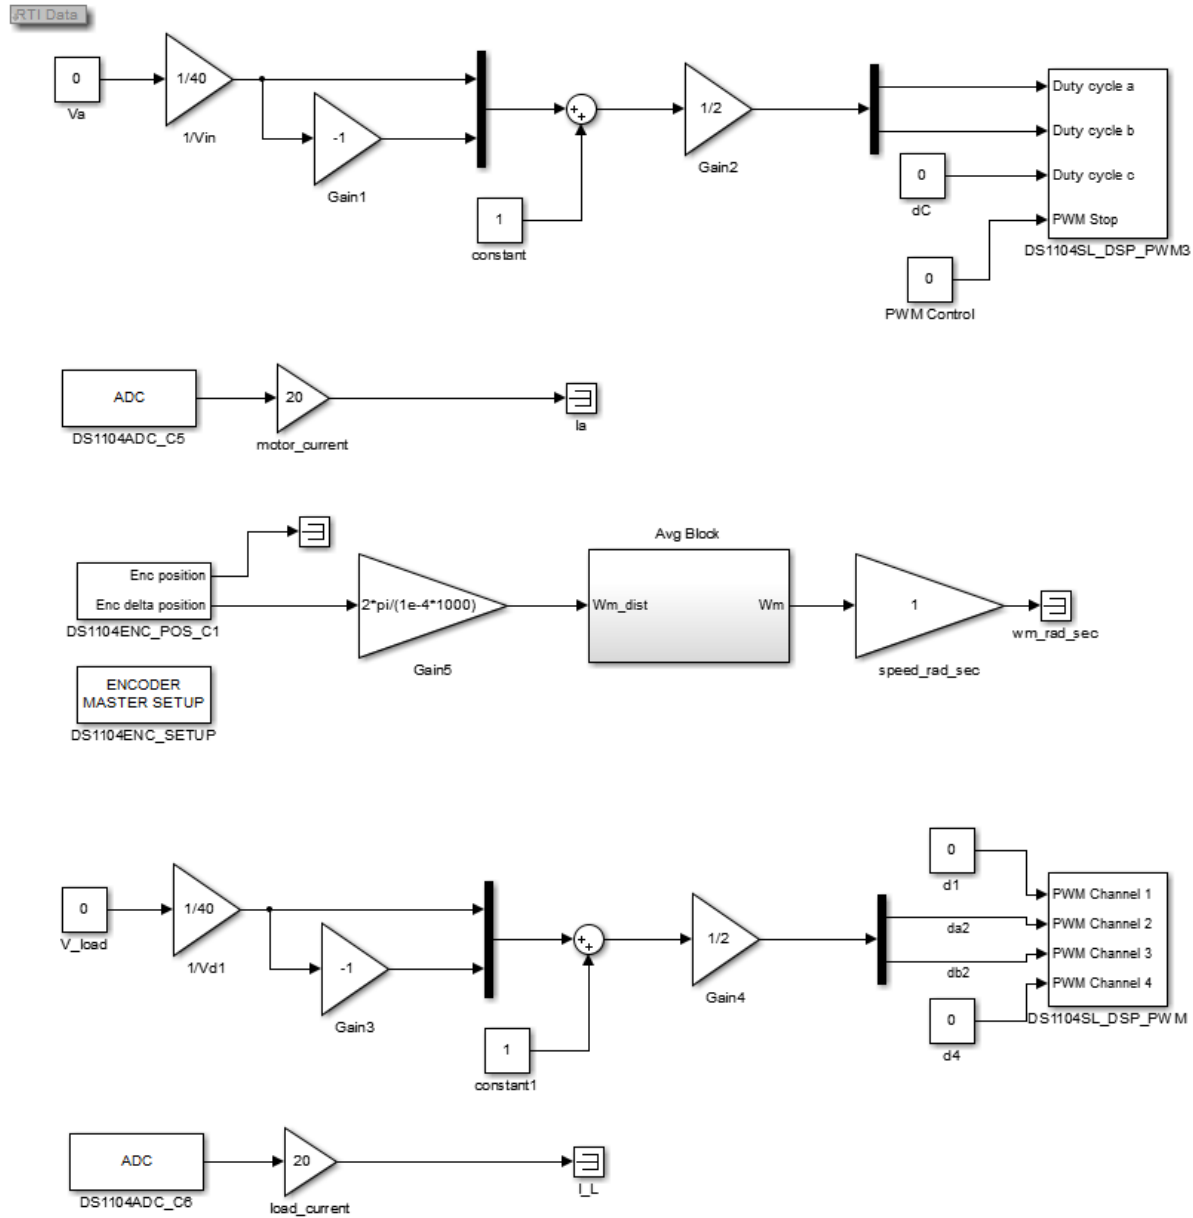 RTI Data
0
Va
1/40
1/Vin
-1
Gain1
1
constant
+
+
1/2
Gain2
Duty cycle a
Duty cycle b
Duty cycle c
PWM Stop
DS1104SL_DSP_PWM3
0
dC
0
PWM Control
ADC
DS1104ADC_C5
20
motor_current
Ia
Enc position
Enc delta position
DS1104ENC_POS_C1
2*pi/(1e-4*1000)
Gain5
Avg Block
Wm_dist
Wm
1
speed_rad_sec
wm_rad_sec
ENCODER
MASTER SETUP
DS1104ENC_SETUP
0
V_load
1/40
1/Vd1
-1
Gain3
1
constant1
+
+
1/2
Gain4
0
d1
da2
db2
0
d4
PWM Channel 1
PWM Channel 2
PWM Channel 3
PWM Channel 4
DS1104SL_DSP_PWM
ADC
DS1104ADC_C6
20
load_current
I_L